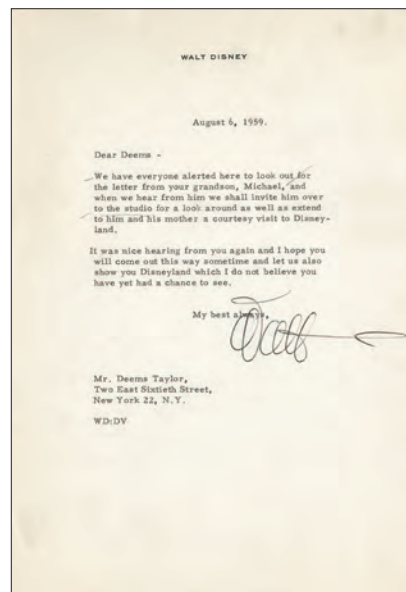 WALT DISNEY
August 6, 1959.
Dear Deems -
We have everyone alerted here to look out for
the letter from your grandson, Michael, and
when we hear from him we shall invite him over
to the studio for a look around as well as extend
to him and his mother a courtesy visit to Disney-
land.
It was nice hearing from you again and I hope you
will come out this way sometime and let us also
show you Disneyland which I do not believe you
have yet had a chance to see.
My best always,
Walt
Mr. Deems Taylor,
Two East Sixtieth Street,
New York 22, N.Y.
WD:DV